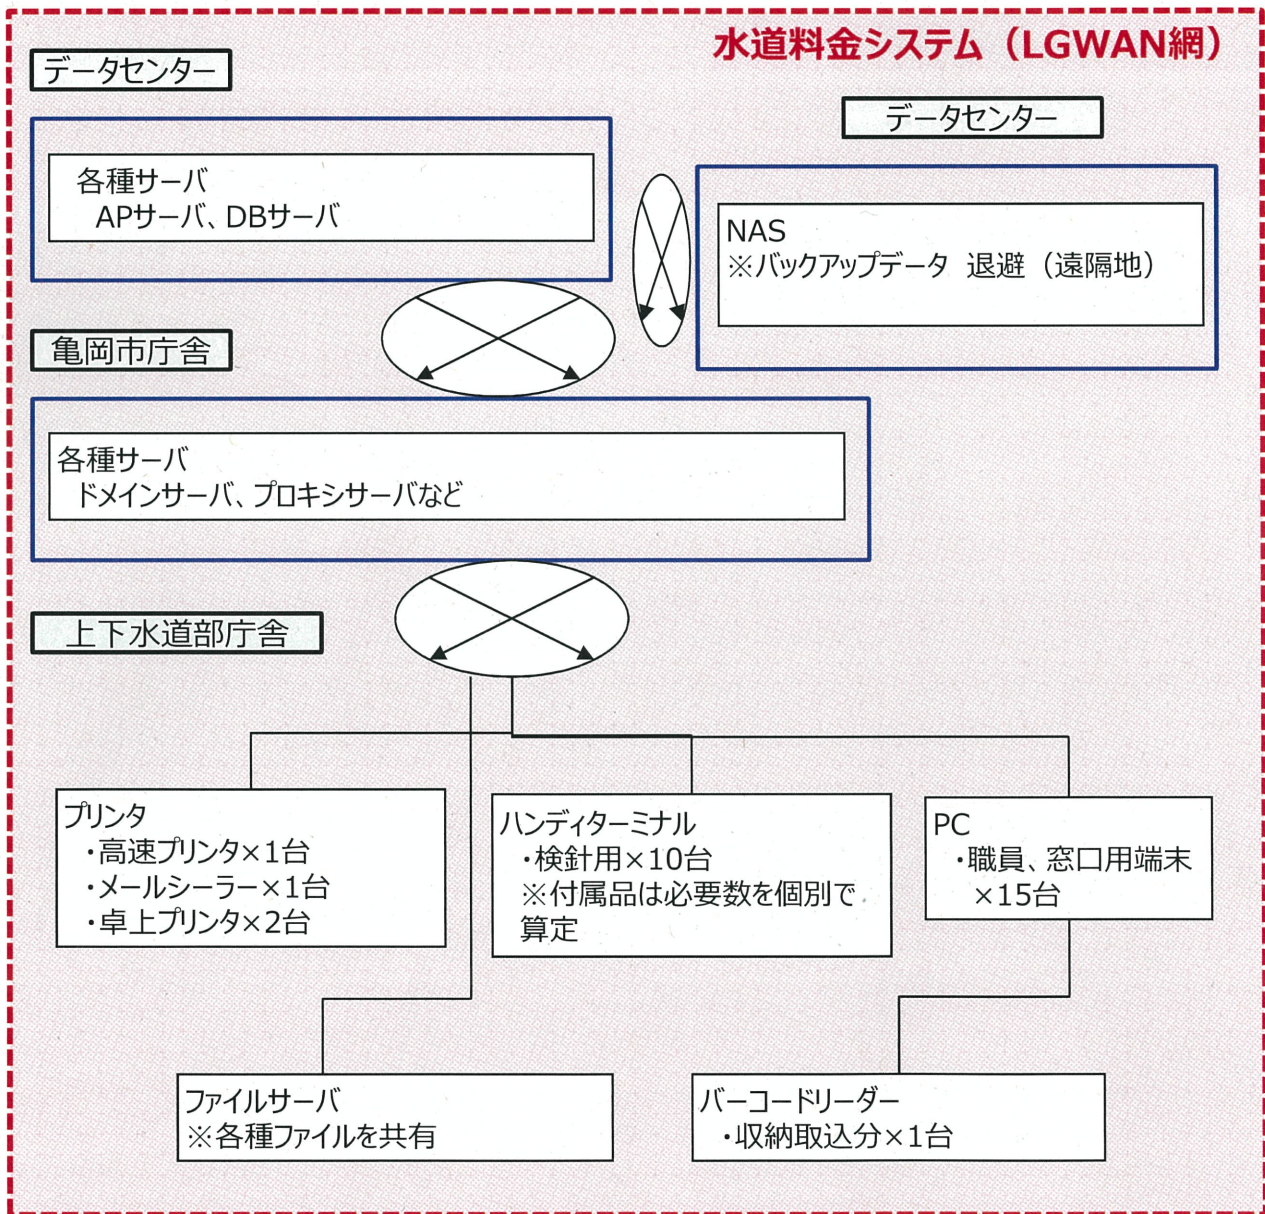 水道料金システム（LGWAN網）
データセンター
各種サーバ
APサーバ、DBサーバ
データセンター
NAS
※バックアップデータ 退避（遠隔地）
亀岡市庁舎
各種サーバ
ドメインサーバ、プロキシサーバなど
上下水道部庁舎
プリンタ
・高速プリンタ×1台
・メールシーラー×1台
・卓上プリンタ×2台
ハンディターミナル
・検針用×10台
※付属品は必要数を個別で
算定
PC
・職員、窓口用端末
×15台
ファイルサーバ
※各種ファイルを共有
バーコードリーダー
・収納取込分×1台